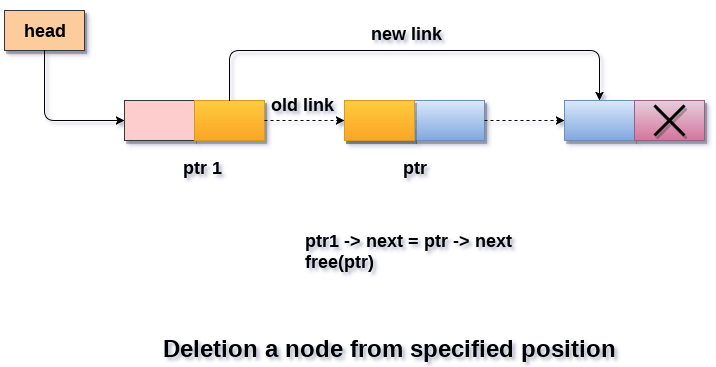 head
new link
old link
ptr 1
ptr
ptr1 -> next = ptr -> next
free(ptr)
Deletion a node from specified position